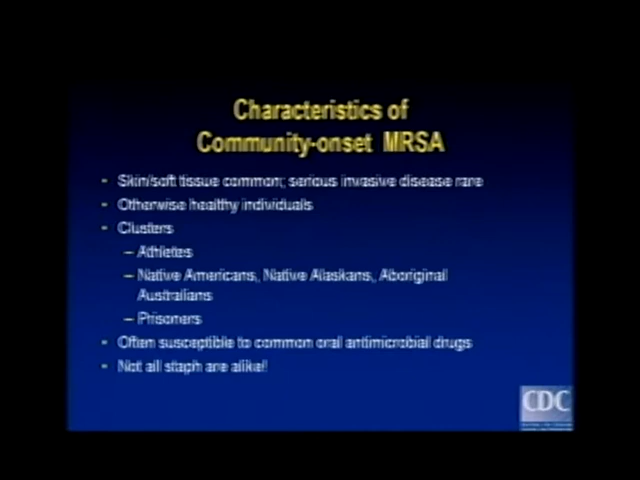 Characteristics of
Community-onset MRSA
- Skin/soft tissue common; serious invasive disease rare
- Otherwise healthy individuals
- Clusters
– Athletes
– Native Americans, Native Alaskans, Aboriginal
Australians
– Prisoners
- Often susceptible to common oral antimicrobial drugs
- Not all staph are alike!
CDC